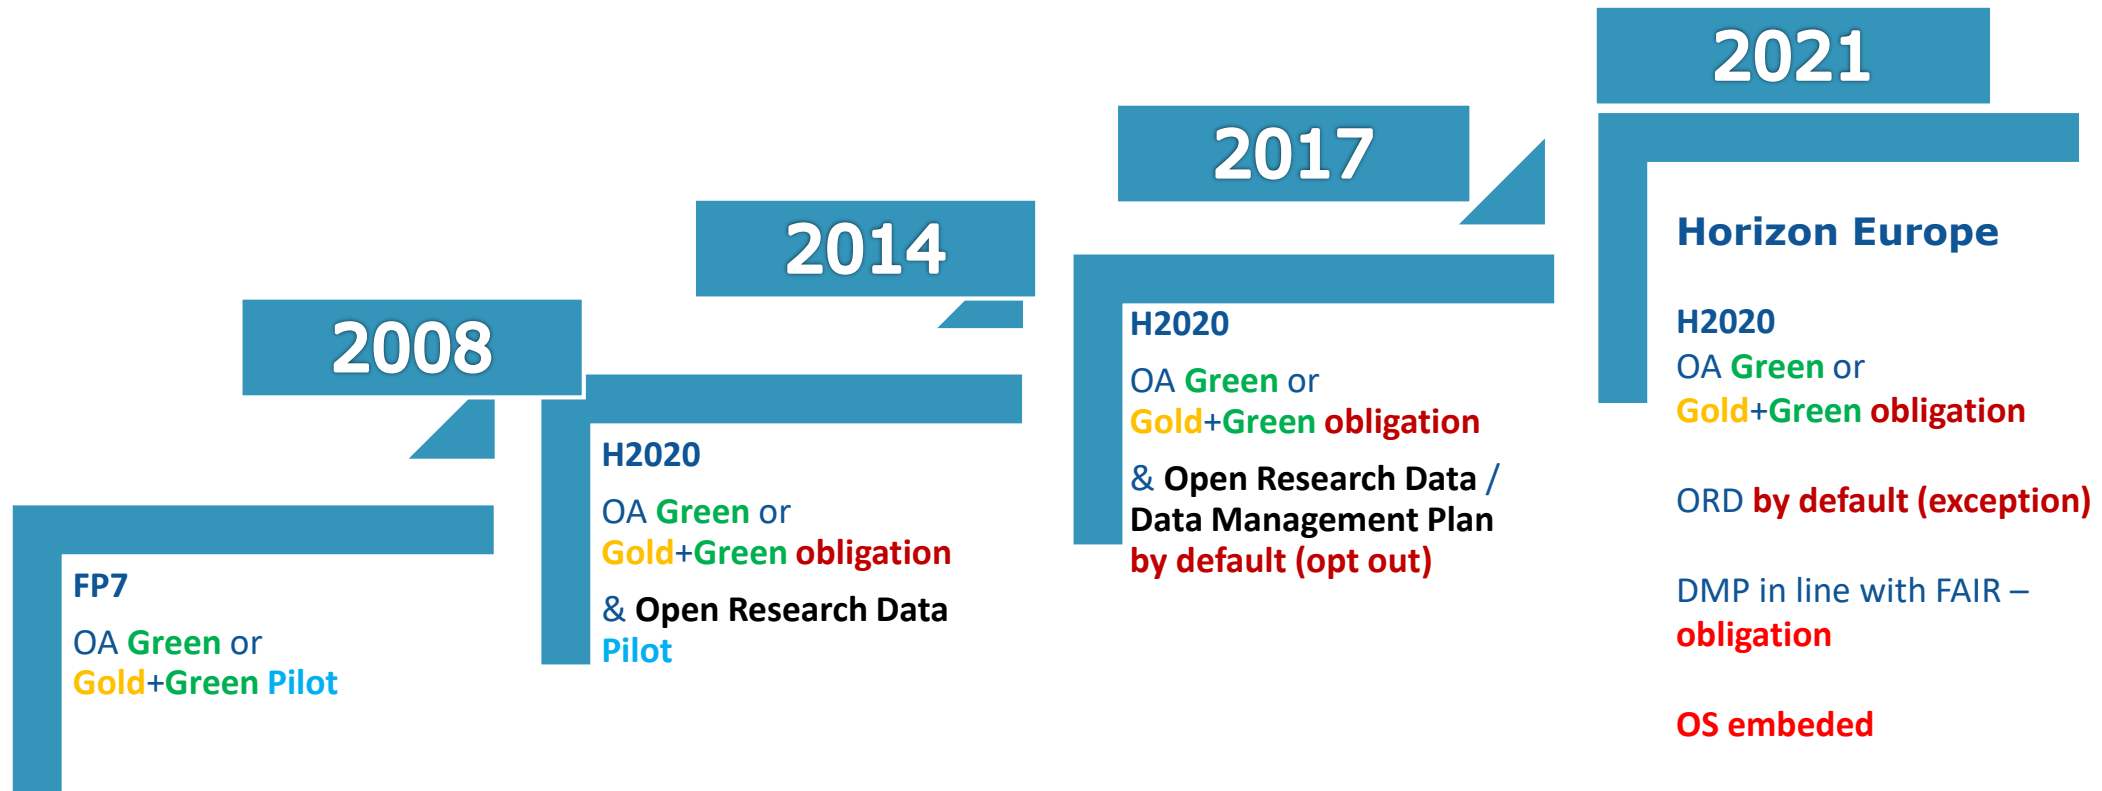 2008
FP7
OA Green or
Gold+Green Pilot
2014
H2020
OA Green or
Gold+Green obligation
& Open Research Data
Pilot
2017
H2020
OA Green or
Gold+Green obligation
& Open Research Data /
Data Management Plan
by default (opt out)
2021
Horizon Europe
H2020
OA Green or
Gold+Green obligation
ORD by default (exception)
DMP in line with FAIR –
obligation
OS embeded